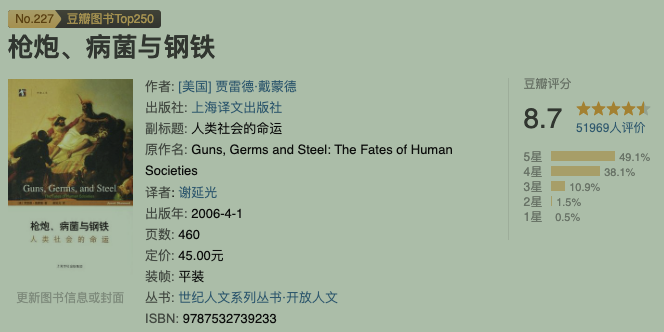 No.227 豆瓣图书Top250
枪炮、病菌与钢铁
作者: [美国] 贾雷德·戴蒙德
出版社: 上海译文出版社
副标题: 人类社会的命运
原作名: Guns, Germs and Steel: The Fates of Human
Societies
译者: 谢延光
出版年: 2006-4-1
页数: 460
定价: 45.00元
装帧: 平装
丛书: 世纪人文系列丛书·开放人文
ISBN: 9787532739233
Guns, Germs, and Steel
枪炮、病菌与钢铁
人类社会的命运
更新图书信息或封面
豆瓣评分
8.7
51969人评价
5星 49.1%
4星 38.1%
3星 10.9%
2星 1.5%
1星 0.5%